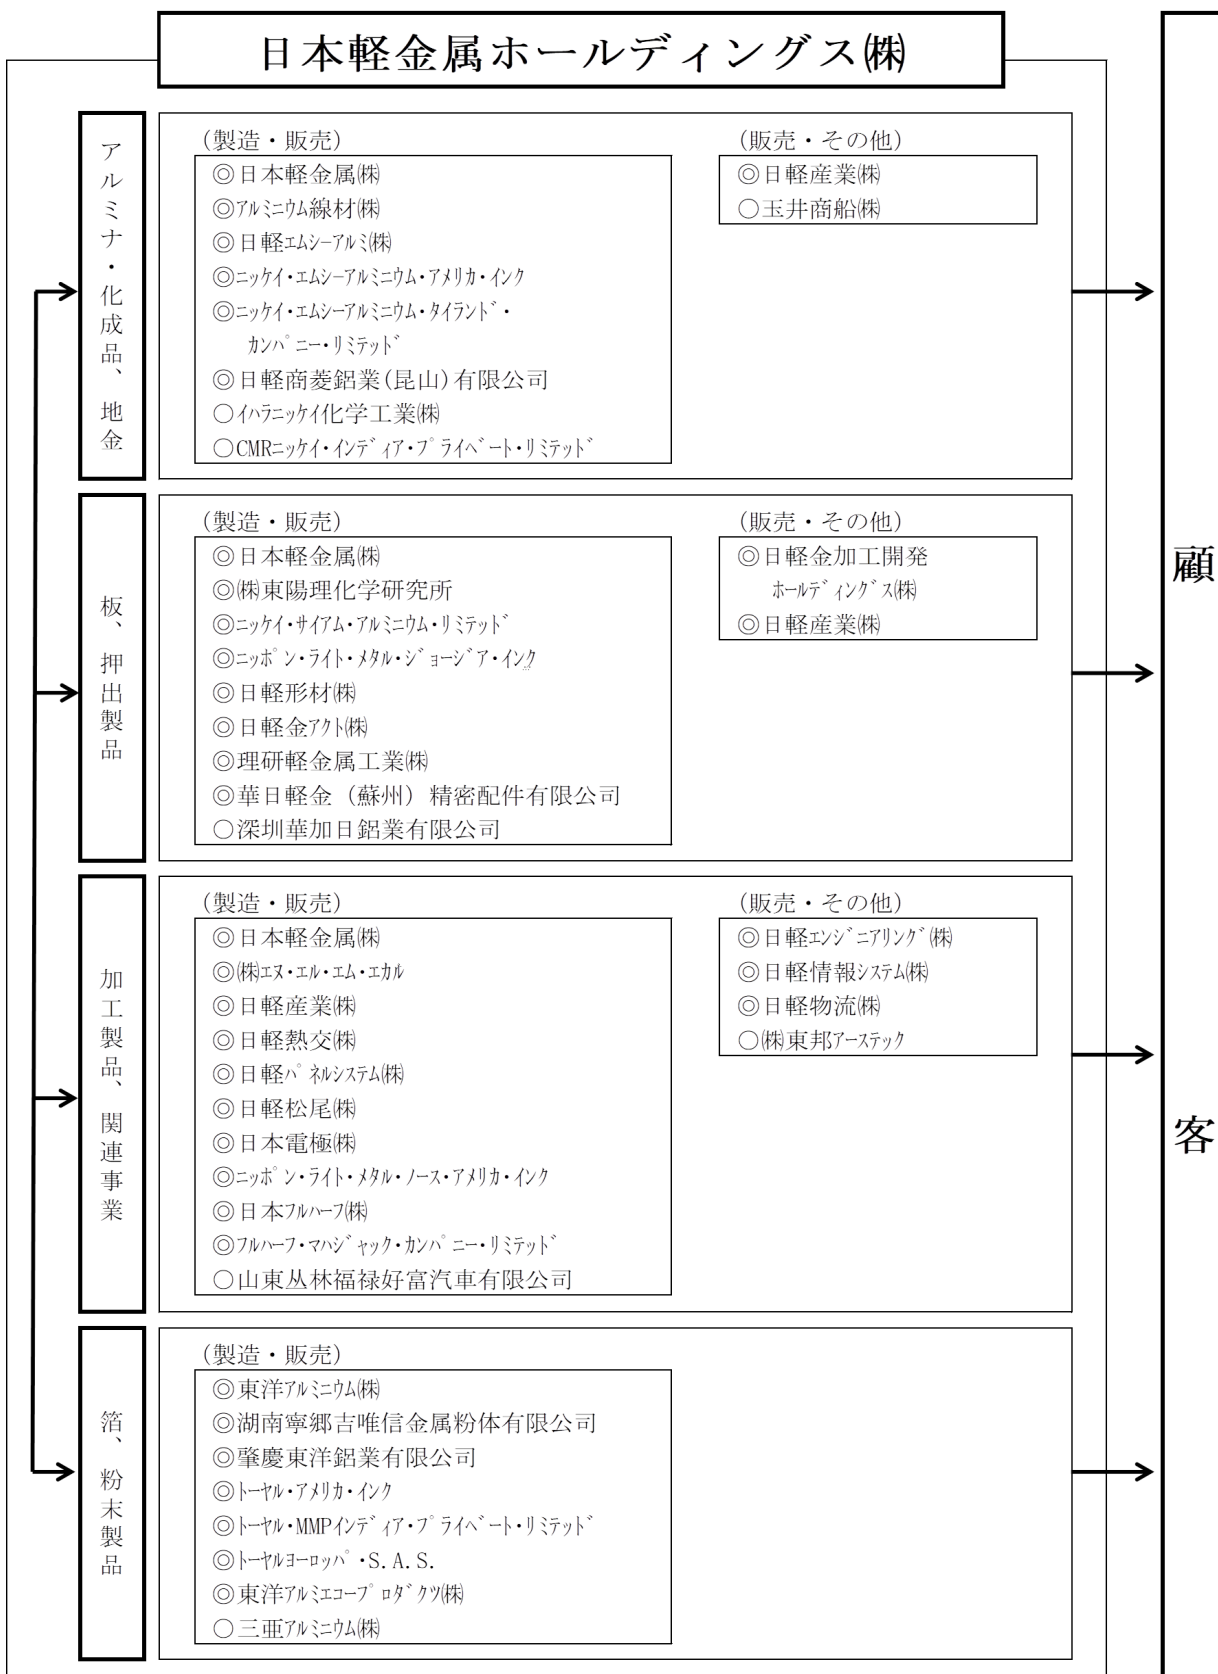 日本軽金属ホールディングス㈱
アルミナ・化成品、地金
(製造・販売)
◎日本軽金属㈱
◎ｱﾙﾐﾆｳﾑ線材㈱
◎日軽ｴﾑｼｰｱﾙﾐ㈱
◎ﾆｯｹｲ・ｴﾑｼｰｱﾙﾐﾆｳﾑ・ｱﾒﾘｶ・ｲﾝｸ
◎ﾆｯｹｲ・ｴﾑｼｰｱﾙﾐﾆｳﾑ・ﾀｲﾗﾝﾄﾞ・
ｶﾝﾊﾟﾆｰ・ﾘﾐﾃｯﾄﾞ
◎日軽商菱鋁業(昆山)有限公司
○ｲﾊﾗﾆｯｹｲ化学工業㈱
○CMRﾆｯｹｲ・ｲﾝﾃﾞｨｱ・ﾌﾟﾗｲﾍﾞｰﾄ・ﾘﾐﾃｯﾄﾞ
(販売・その他)
◎日軽産業㈱
○玉井商船㈱
板、押出製品
(製造・販売)
◎日本軽金属㈱
◎㈱東陽理化学研究所
◎ﾆｯｹｲ・ｻｲｱﾑ・ｱﾙﾐﾆｳﾑ・ﾘﾐﾃｯﾄﾞ
◎ﾆｯﾎﾟﾝ・ﾗｲﾄ・ﾒﾀﾙ・ｼﾞｮｰｼﾞｱ・ｲﾝｸ
◎日軽形材㈱
◎日軽金ｱｸﾄ㈱
◎理研軽金属工業㈱
◎華日軽金（蘇州）精密配件有限公司
○深圳華加日鋁業有限公司
(販売・その他)
◎日軽金加工開発
ﾎｰﾙﾃﾞｨﾝｸﾞｽ㈱
◎日軽産業㈱
加工製品、関連事業
(製造・販売)
◎日本軽金属㈱
◎㈱ｴﾇ・ｴﾙ・ｴﾑ・ｴｶﾙ
◎日軽産業㈱
◎日軽熱交㈱
◎日軽ﾊﾟﾈﾙｼｽﾃﾑ㈱
◎日軽松尾㈱
◎日本電極㈱
◎ﾆｯﾎﾟﾝ・ﾗｲﾄ・ﾒﾀﾙ・ﾉｰｽ・ｱﾒﾘｶ・ｲﾝｸ
◎日本ﾌﾙﾊｰﾌ㈱
◎ﾌﾙﾊｰﾌ・ﾏﾊｼﾞｬｯｸ・ｶﾝﾊﾟﾆｰ・ﾘﾐﾃｯﾄﾞ
○山東丛林福禄好富汽車有限公司
(販売・その他)
◎日軽ｴﾝｼﾞﾆｱﾘﾝｸﾞ㈱
◎日軽情報ｼｽﾃﾑ㈱
◎日軽物流㈱
○㈱東邦ｱｰｽﾃｯｸ
箔、粉末製品
(製造・販売)
◎東洋ｱﾙﾐﾆｳﾑ㈱
◎湖南寧郷吉唯信金属粉体有限公司
◎肇慶東洋鋁業有限公司
◎ﾄｰﾔﾙ・ｱﾒﾘｶ・ｲﾝｸ
◎ﾄｰﾔﾙ・MMPｲﾝﾃﾞｨｱ・ﾌﾟﾗｲﾍﾞｰﾄ・ﾘﾐﾃｯﾄﾞ
◎ﾄｰﾔﾙﾖｰﾛｯﾊﾟ・S.A.S.
◎東洋ｱﾙﾐｴｺｰﾌﾟﾛﾀﾞｸﾂ㈱
○三亜ｱﾙﾐﾆｳﾑ㈱
顧客